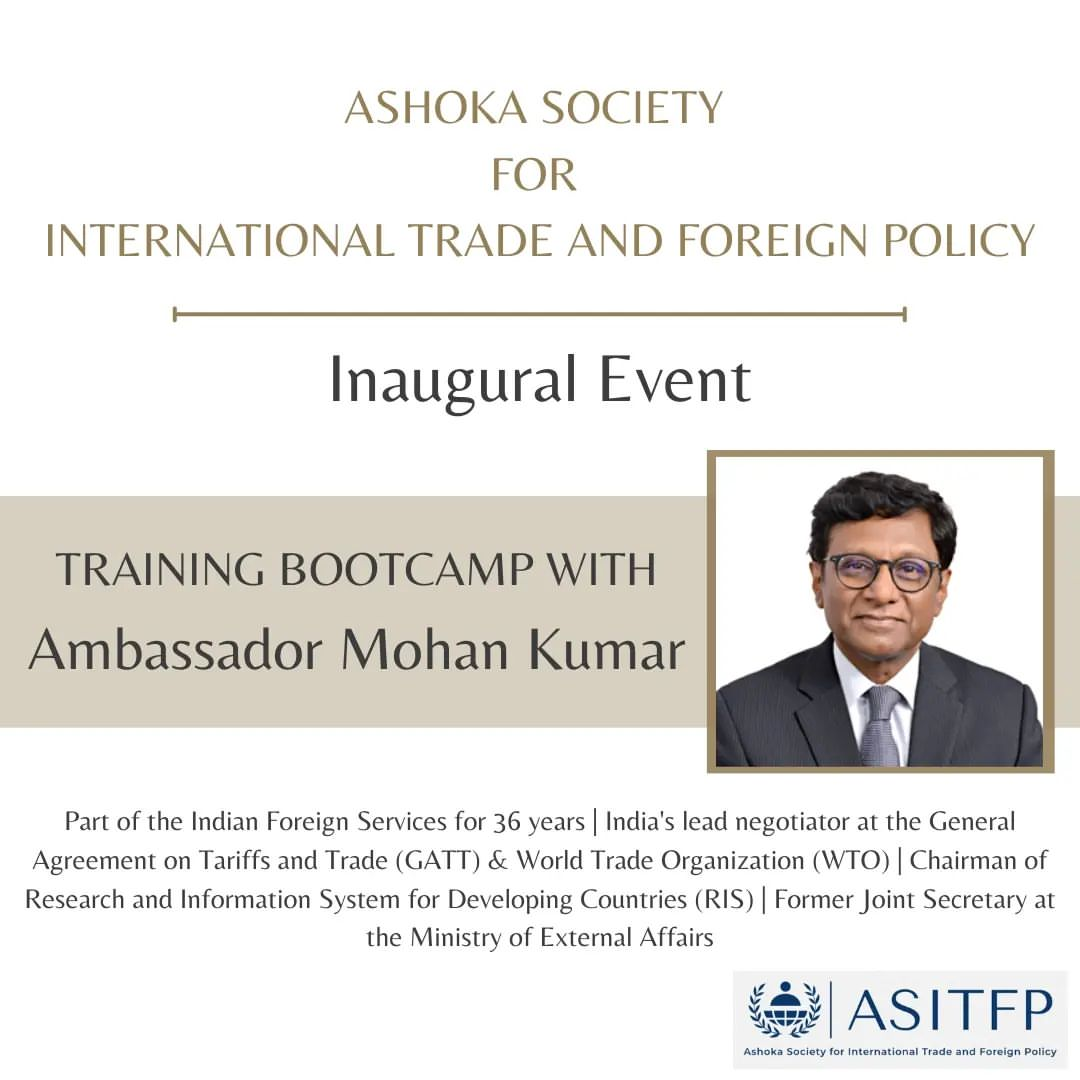 ASHOKA SOCIETY
FOR
INTERNATIONAL TRADE AND FOREIGN POLICY
Inaugural Event
TRAINING BOOTCAMP WITH
Ambassador Mohan Kumar
Part of the Indian Foreign Services for 36 years | India's lead negotiator at the General
Agreement on Tariffs and Trade (GATT) & World Trade Organization (WTO) | Chairman of
Research and Information System for Developing Countries (RIS) | Former Joint Secretary at
the Ministry of External Affairs
ASITFP
Ashoka Society for International Trade and Foreign Policy